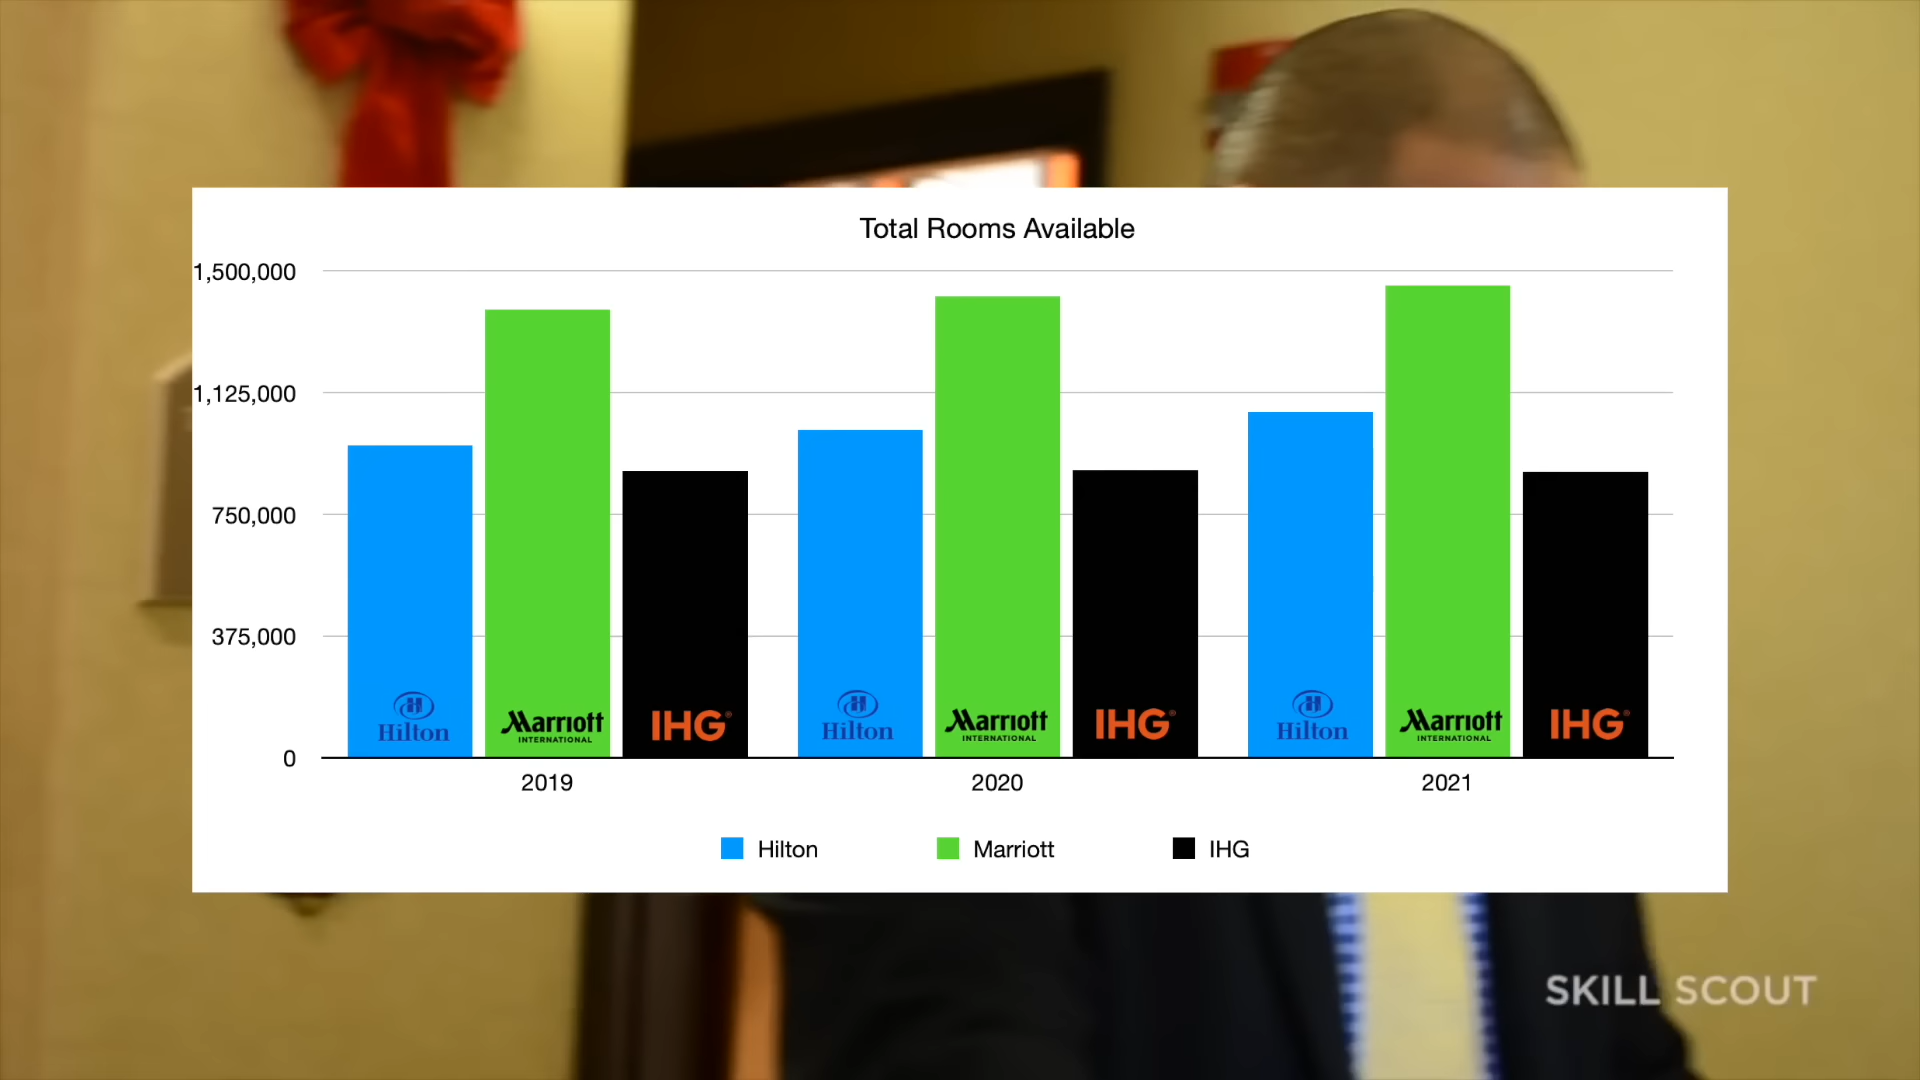 Total Rooms Available
1,500,000
1,125,000
750,000
375,000
0
Hilton
Marriott
INTERNATIONAL
IHG®
Hilton
Marriott
INTERNATIONAL
IHG®
Hilton
Marriott
INTERNATIONAL
IHG®
2019 2020 2021
Hilton Marriott IHG
SKILL SCOUT